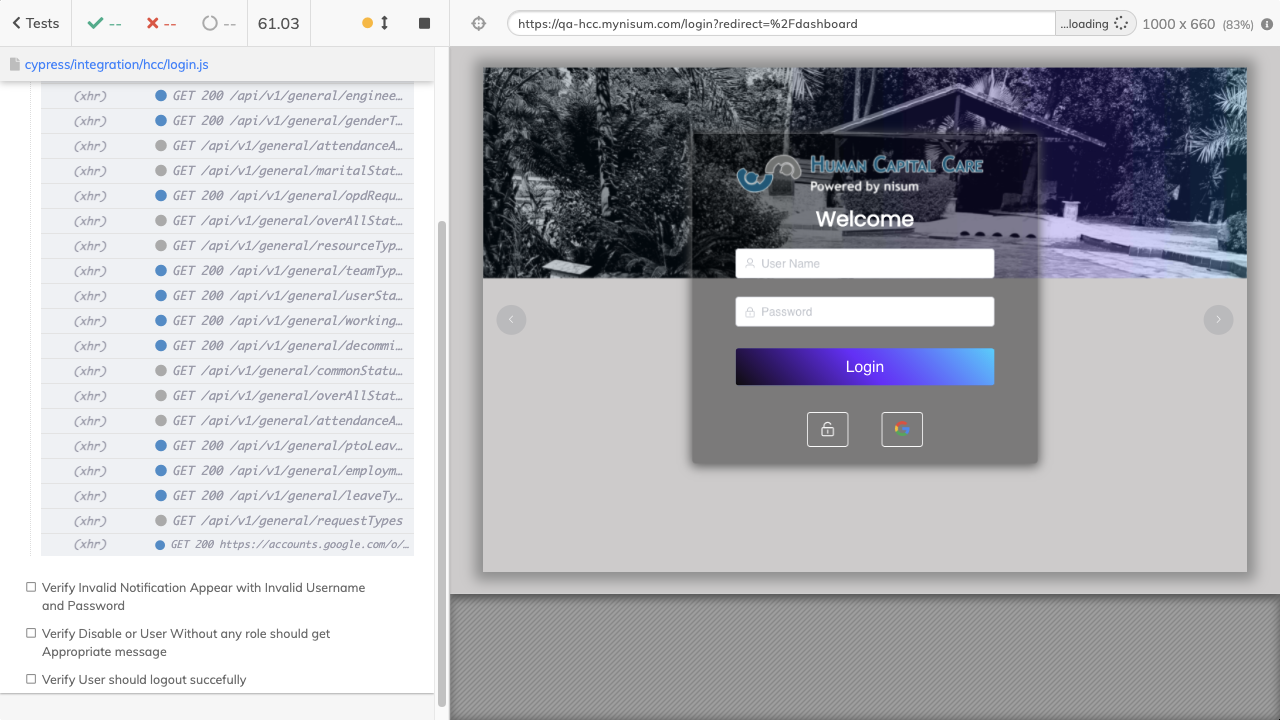 Tests
--
--
--
61.03
https://qa-hcc.mynisum.com/login?redirect=%2Fdashboard
...loading
1000 x 660 (83%)
cypress/integration/hcc/login.js
(xhr) GET 200 /api/v1/general/enginee…
(xhr) GET 200 /api/v1/general/genderT…
(xhr) GET /api/v1/general/attendanceA…
(xhr) GET /api/v1/general/maritalStat…
(xhr) GET 200 /api/v1/general/opdRequ…
(xhr) GET /api/v1/general/overAllStat…
(xhr) GET /api/v1/general/resourceTyp…
(xhr) GET 200 /api/v1/general/teamTyp…
(xhr) GET 200 /api/v1/general/userSta…
(xhr) GET 200 /api/v1/general/working…
(xhr) GET 200 /api/v1/general/decommi…
(xhr) GET /api/v1/general/commonStatu…
(xhr) GET /api/v1/general/overAllStat…
(xhr) GET /api/v1/general/attendanceA…
(xhr) GET 200 /api/v1/general/ptoLeav…
(xhr) GET 200 /api/v1/general/employm…
(xhr) GET 200 /api/v1/general/leaveTy…
(xhr) GET /api/v1/general/requestTypes
(xhr) GET 200 https://accounts.google.com/o/…
Verify Invalid Notification Appear with Invalid Username
and Password
Verify Disable or User Without any role should get
Appropriate message
Verify User should logout succefully
Human Capital Care
Powered by nisum
Welcome
User Name
Password
Login